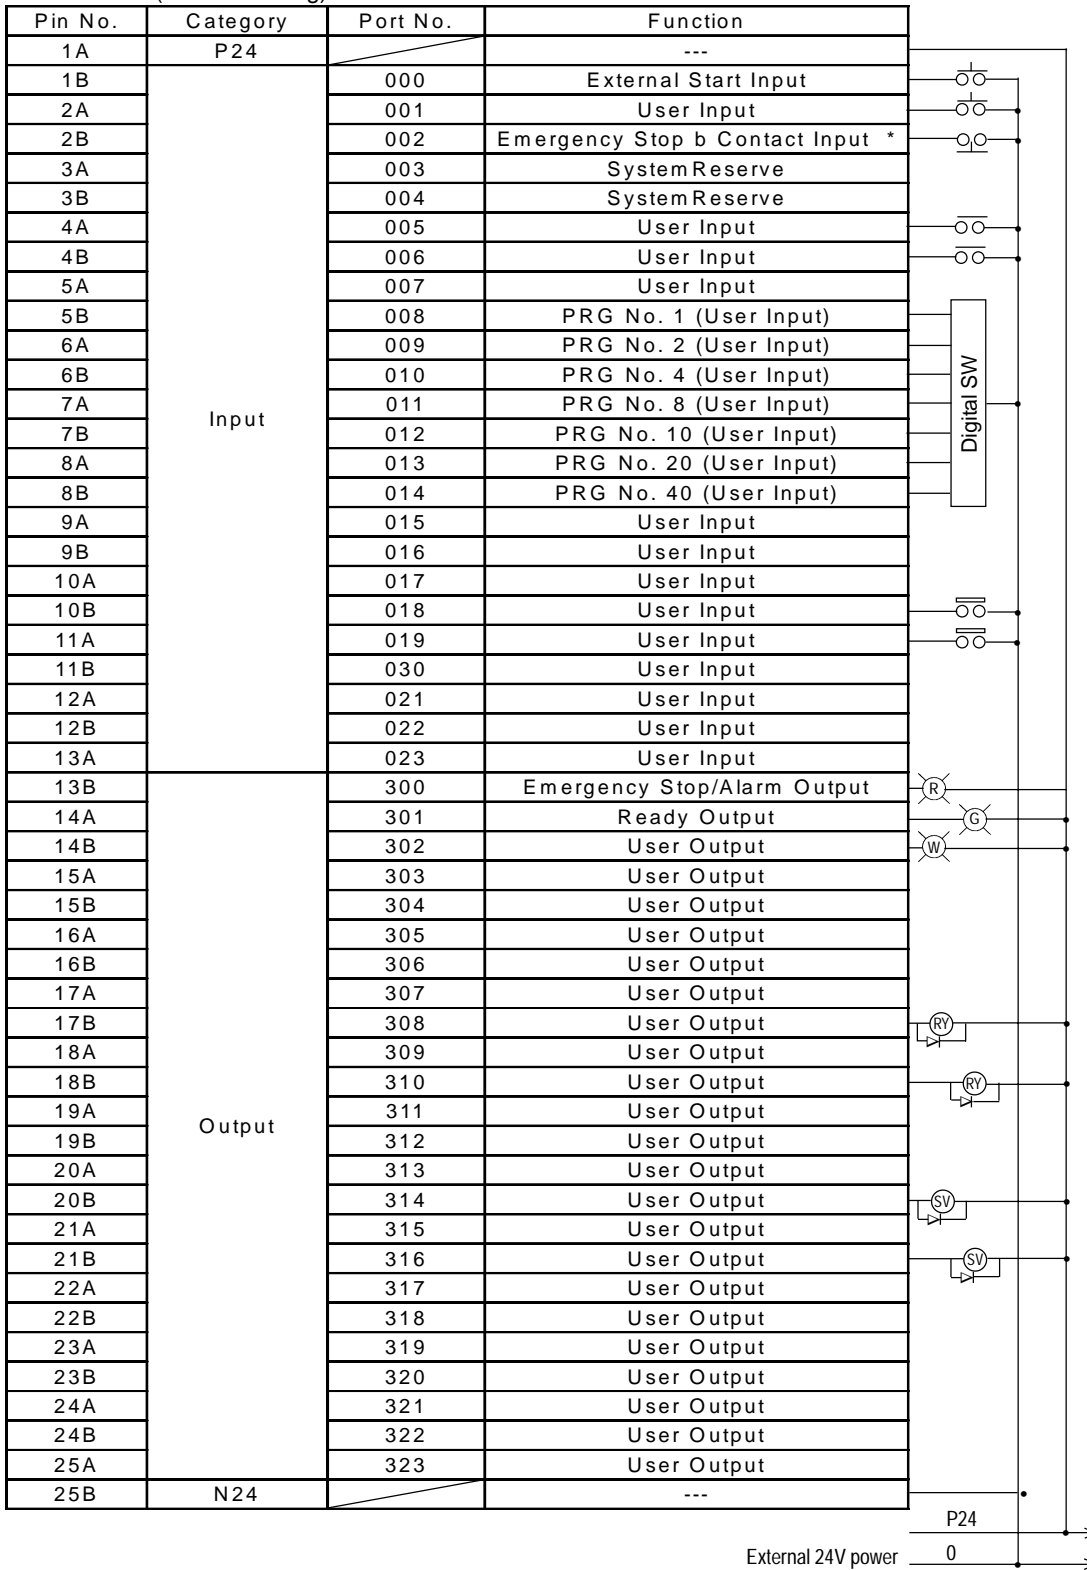 Pin No. Category Port No. Function
1A P24 ---
1B 000 External Start Input
2A 001 User Input
2B 002 Emergency Stop b Contact Input *
3A 003 System Reserve
3B 004 System Reserve
4A 005 User Input
4B 006 User Input
5A 007 User Input
5B 008 PRG No. 1 (User Input)
6A 009 PRG No. 2 (User Input)
6B 010 PRG No. 4 (User Input)
7A Input 011 PRG No. 8 (User Input) Digital SW
7B 012 PRG No. 10 (User Input)
8A 013 PRG No. 20 (User Input)
8B 014 PRG No. 40 (User Input)
9A 015 User Input
9B 016 User Input
10A 017 User Input
10B 018 User Input
11A 019 User Input
11B 030 User Input
12A 021 User Input
12B 022 User Input
13A 023 User Input
13B 300 Emergency Stop/Alarm Output R
14A 301 Ready Output G
14B 302 User Output W
15A 303 User Output
15B 304 User Output
16A 305 User Output
16B 306 User Output
17A 307 User Output
17B 308 User Output RY
18A 309 User Output
18B 310 User Output RY
19A Output 311 User Output
19B 312 User Output
20A 313 User Output
20B 314 User Output SV
21A 315 User Output
21B 316 User Output SV
22A 317 User Output
22B 318 User Output
23A 319 User Output
23B 320 User Output
24A 321 User Output
24B 322 User Output
25A 323 User Output
25B N24 ---
P24
External 24V power 0